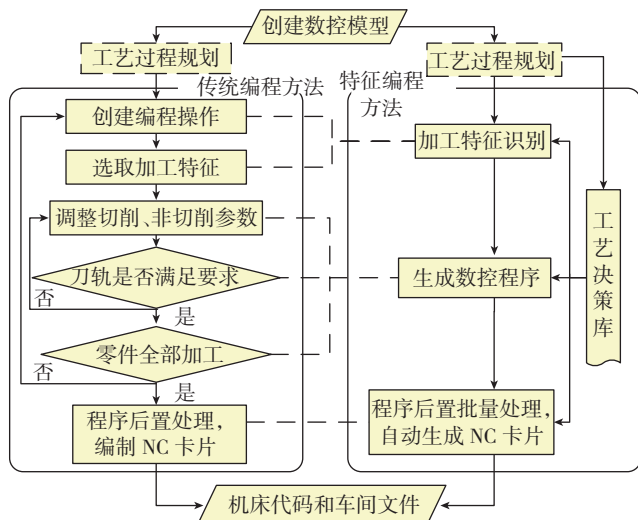 创建数控模型
工艺过程规划
工艺过程规划
传统编程方法
特征编程
方法
创建编程操作
加工特征识别
选取加工特征
调整切削、非切削参数
刀轨是否满足要求
否
是
生成数控程序
工艺决策库
零件全部加工
否
是
程序后置处理，
编制 NC 卡片
程序后置批量处理，
自动生成 NC 卡片
机床代码和车间文件